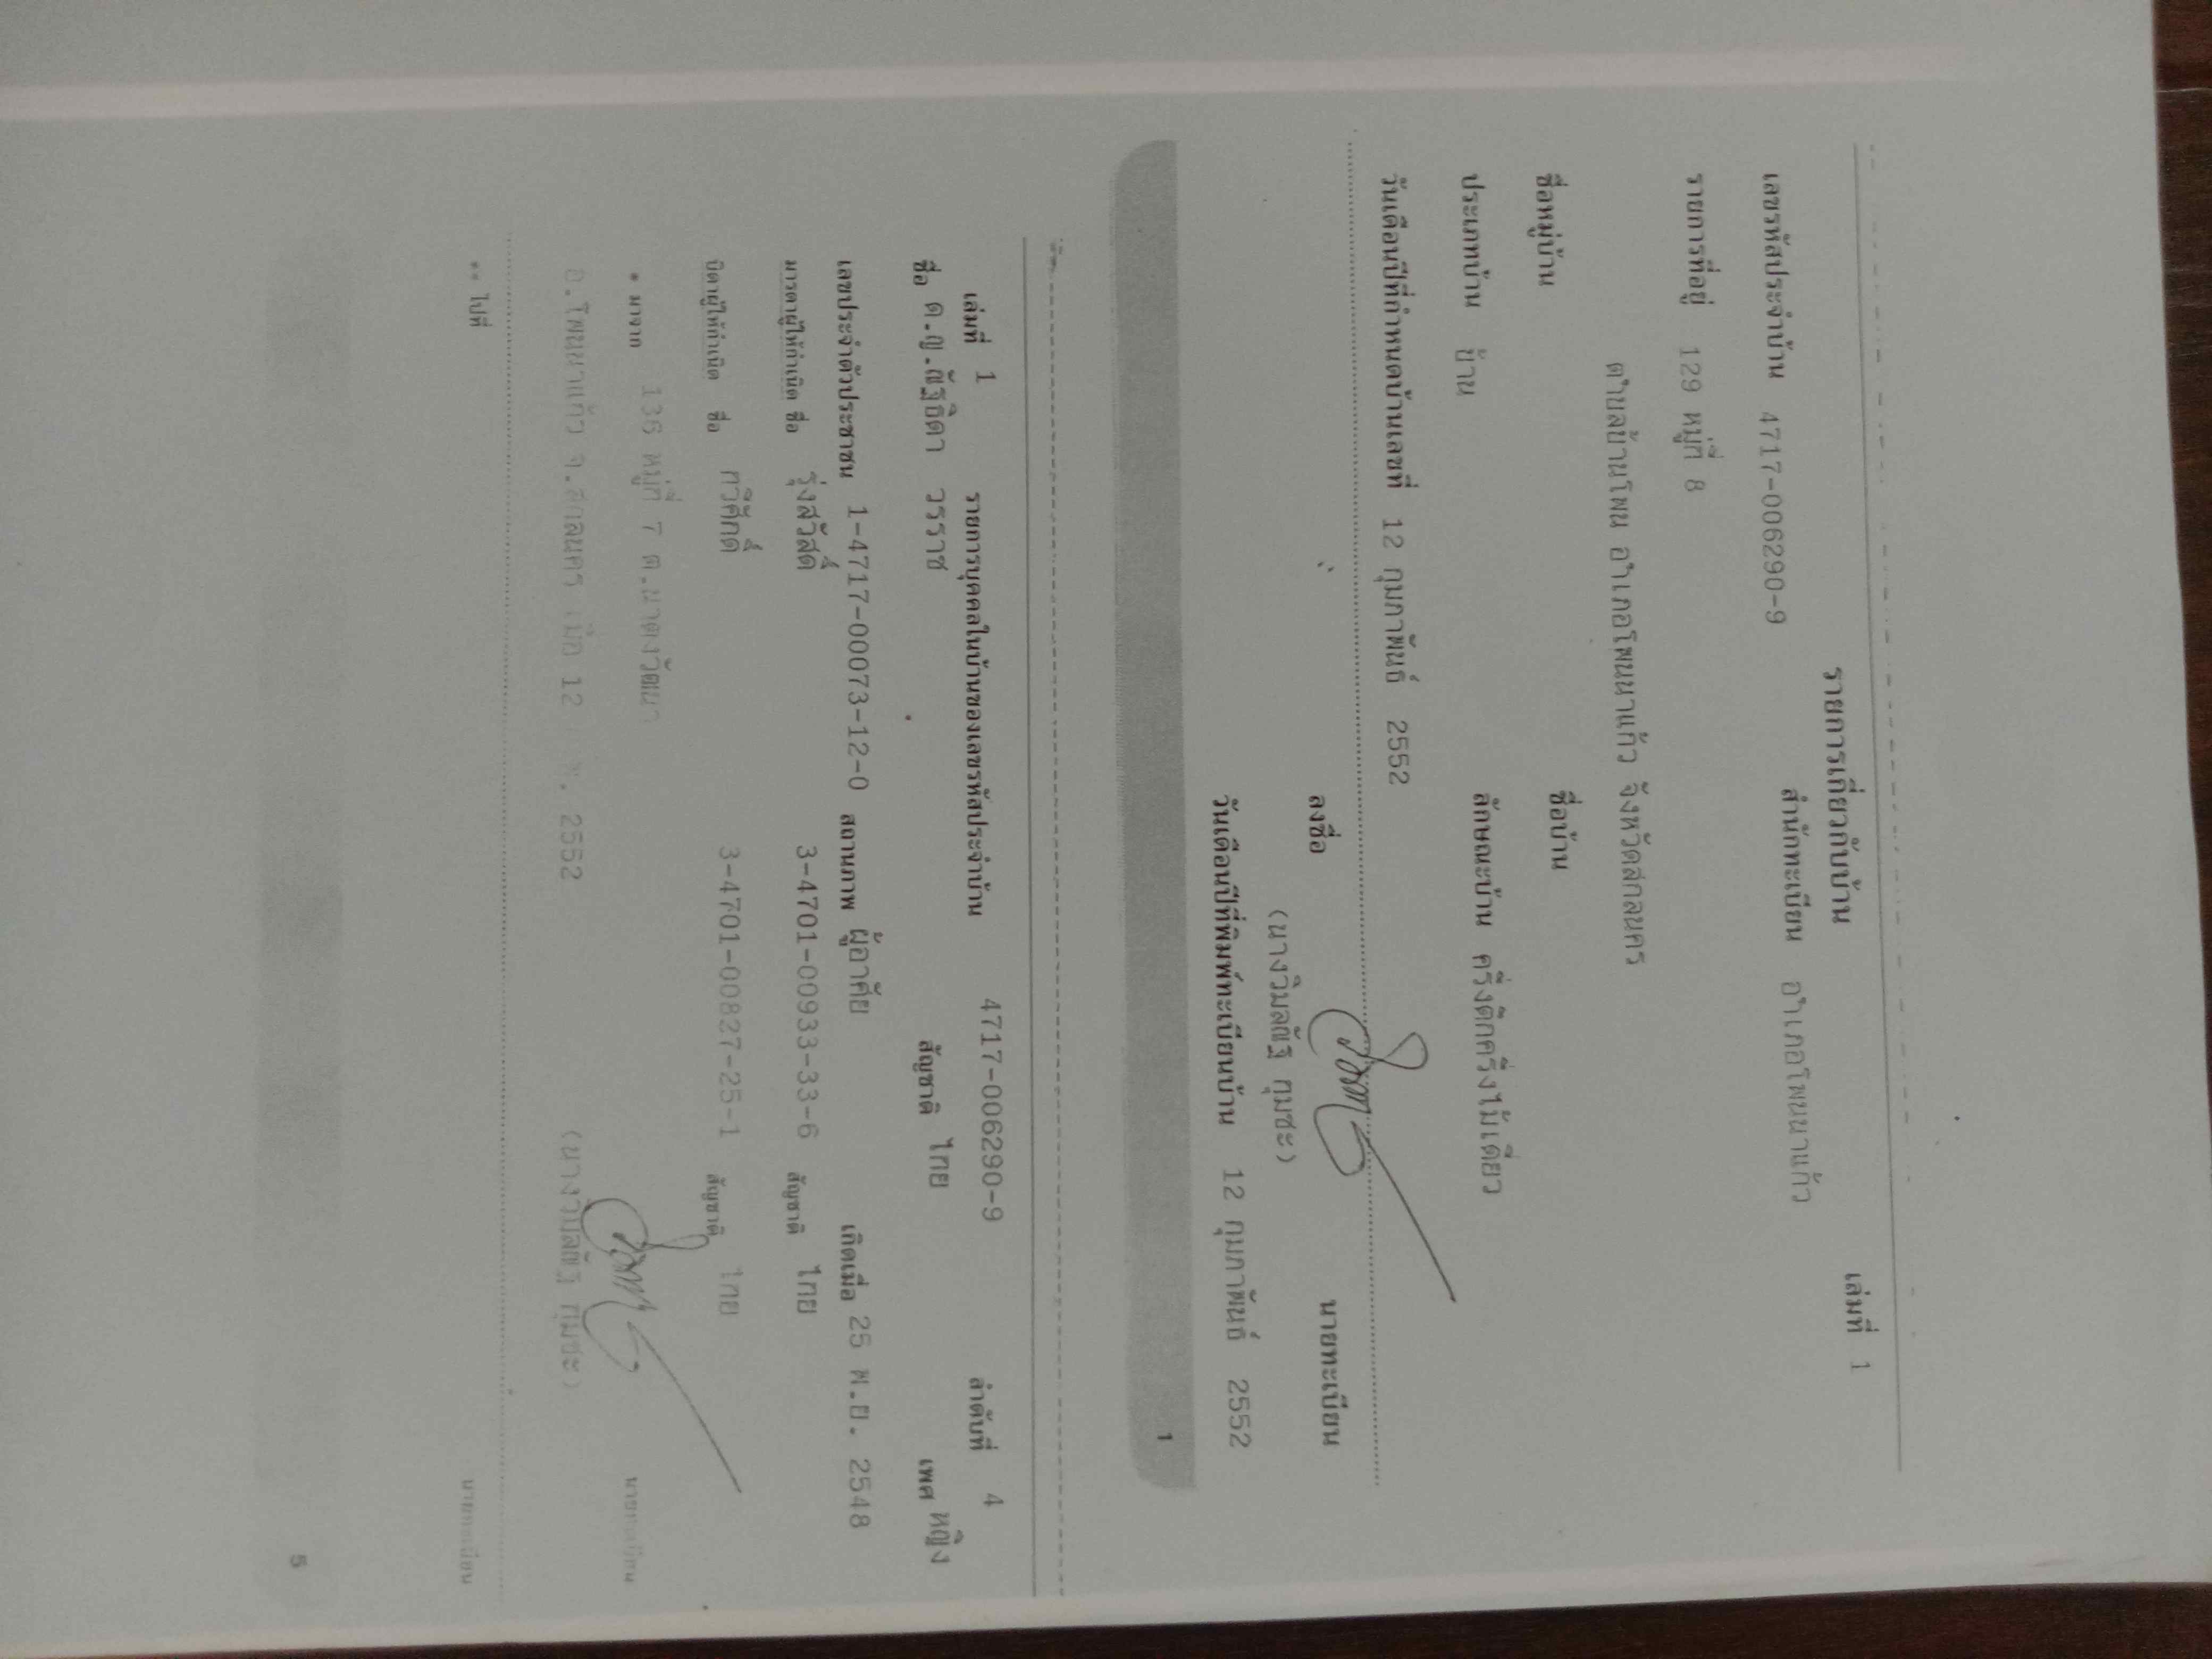 รายการเกี่ยวกับบ้าน เล่มที่ 1
เลขรหัสประจำบ้าน 4717-006290-9 สำนักทะเบียน อำเภอโพนนาแก้ว
รายการที่อยู่ 129 หมู่ที่ 8
ตำบลบ้านโพน อำเภอโพนนาแก้ว จังหวัดสกลนคร
ชื่อหมู่บ้าน ชื่อบ้าน
ประเภทบ้าน บ้าน ลักษณะบ้าน ครึ่งตึกครึ่งไม้เดี่ยว
วันเดือนปีที่กำหนดบ้านเลขที่ 12 กุมภาพันธ์ 2552
ลงชื่อ นายทะเบียน
(นางวิมลณัฐ กุมชะ)
วันเดือนปีที่พิมพ์ทะเบียนบ้าน 12 กุมภาพันธ์ 2552
1
เล่มที่ 1 รายการบุคคลในบ้านของเลขรหัสประจำบ้าน 4717-006290-9 ลำดับที่ 4
ชื่อ ด.ญ.ณัฐธิดา วรราช สัญชาติ ไทย เพศ หญิง
เลขประจำตัวประชาชน 1-4717-00073-12-0 สถานภาพ ผู้อาศัย เกิดเมื่อ 25 พ.ย. 2548
มารดาผู้ให้กำเนิด ชื่อ รุ่งสวัสดิ์ 3-4701-00933-33-6 สัญชาติ ไทย
บิดาผู้ให้กำเนิด ชื่อ ทวีศักดิ์ 3-4701-00827-25-1 สัญชาติ ไทย
* มาจาก 136 หมู่ที่ 7 ต.นาตงวัฒนา นายทะเบียน
อ.โพนนาแก้ว จ.สกลนคร เมื่อ 12 2552 (นางวิมลณัฐ กุมชะ)
** ไปที่ นายทะเบียน
5